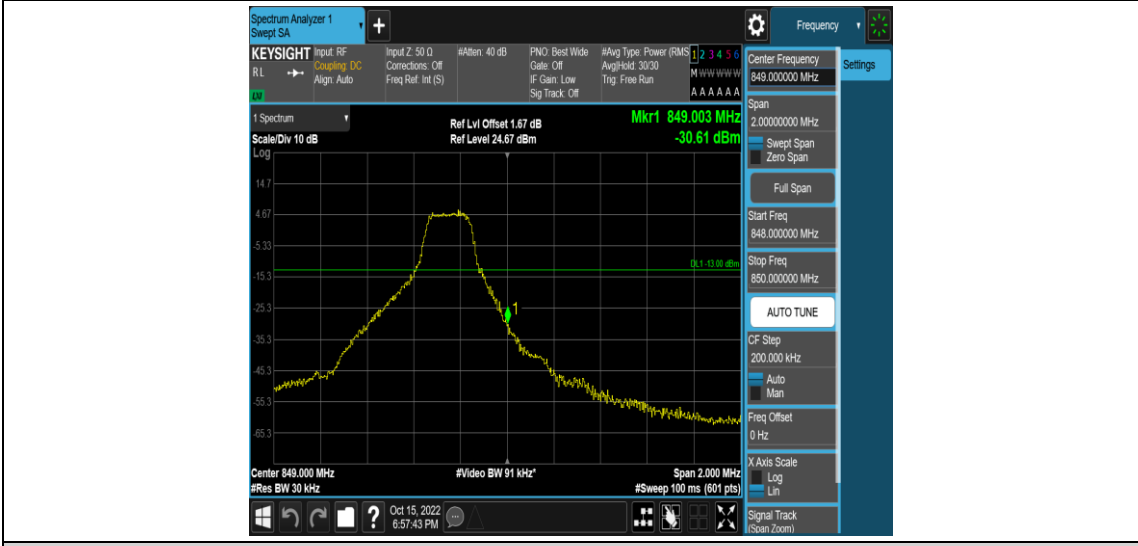 Spectrum Analyzer 1
Swept SA
+
Frequency
KEYSIGHT
RL
Input: RF
Coupling: DC
Align: Auto
Input Z: 50 Ω
Corrections: Off
Freq Ref: Int (S)
#Atten: 40 dB
PNO: Best Wide
Gate: Off
IF Gain: Low
Sig Track: Off
#Avg Type: Power (RMS
Avg|Hold: 30/30
Trig: Free Run
1 2 3 4 5 6
M W W W W W
A A A A A A
1 Spectrum
Scale/Div 10 dB
Log
Ref Lvl Offset 1.67 dB
Ref Level 24.67 dBm
Mkr1 849.003 MHz
-30.61 dBm
14.7
4.67
-5.33
-15.3
-25.3
-35.3
-45.3
-55.3
-65.3
DL1 -13.00 dBm
1
Center 849.000 MHz
#Res BW 30 kHz
#Video BW 91 kHz*
Span 2.000 MHz
#Sweep 100 ms (601 pts)
?
Oct 15, 2022
6:57:43 PM
Center Frequency
849.000000 MHz
Settings
Span
2.00000000 MHz
Swept Span
Zero Span
Full Span
Start Freq
848.000000 MHz
Stop Freq
850.000000 MHz
AUTO TUNE
CF Step
200.000 kHz
Auto
Man
Freq Offset
0 Hz
X Axis Scale
Log
Lin
Signal Track
(Span Zoom)